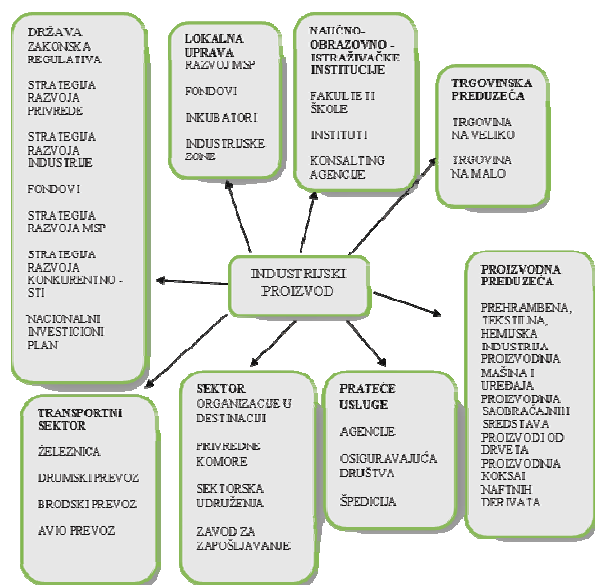 DRŽAVA
ZAKONSKA
REGULATIVA
STRATEGIJA
RAZVOJA
PRIVREDE
STRATEGIJA
RAZVOJA
INDUSTRIJE
FONDOVI
STRATEGIJA
RAZVOJA MSP
STRATEGIJA
RAZVOJA
KONKURENTNO -
STI
NACIONALNI
INVESTICIONI
PLAN
LOKALNA
UPRAVA
RAZVOJ MSP
FONDOVI
INKUBATORI
INDUSTRIJSKE
ZONE
NAUČNO-
OBRAZOVNO -
ISTRAŽIVAČKE
INSTITUCIJE
FAKULTETI
ŠKOLE
INSTITUTI
KONSALTING
AGENCIJE
TRGOVINSKA
PREDUZEĆA
TRGOVINA
NA VELIKO
TRGOVINA
NA MALO
INDUSTRIJSKI
PROIZVOD
PROIZVODNA
PREDUZEĆA
PREHRAMBENA,
TEKSTILNA,
HEMIJSKA
INDUSTRIJA
PROIZVODNJA
MAŠINA I
UREĐAJA
PROIZVODNJA
SAOBRAĆAJNIH
SREDSTAVA
PROIZVODI OD
DRVETA
PROIZVODNJA
KOKSA I
NAFTNIH
DERIVATA
TRANSPORTNI
SEKTOR
ŽELEZNICA
DRUMSKI PREVOZ
BRODSKI PREVOZ
AVIO PREVOZ
SEKTOR
ORGANIZACIJE U
DESTINACIJI
PRIVREDNE
KOMORE
SEKTORSKA
UDRUŽENJA
ZAVOD ZA
ZAPOŠLJAVANJE
PRATEĆE
USLUGE
AGENCIJE
OSIGURAVAJUĆA
DRUŠTVA
ŠPEDICIJA